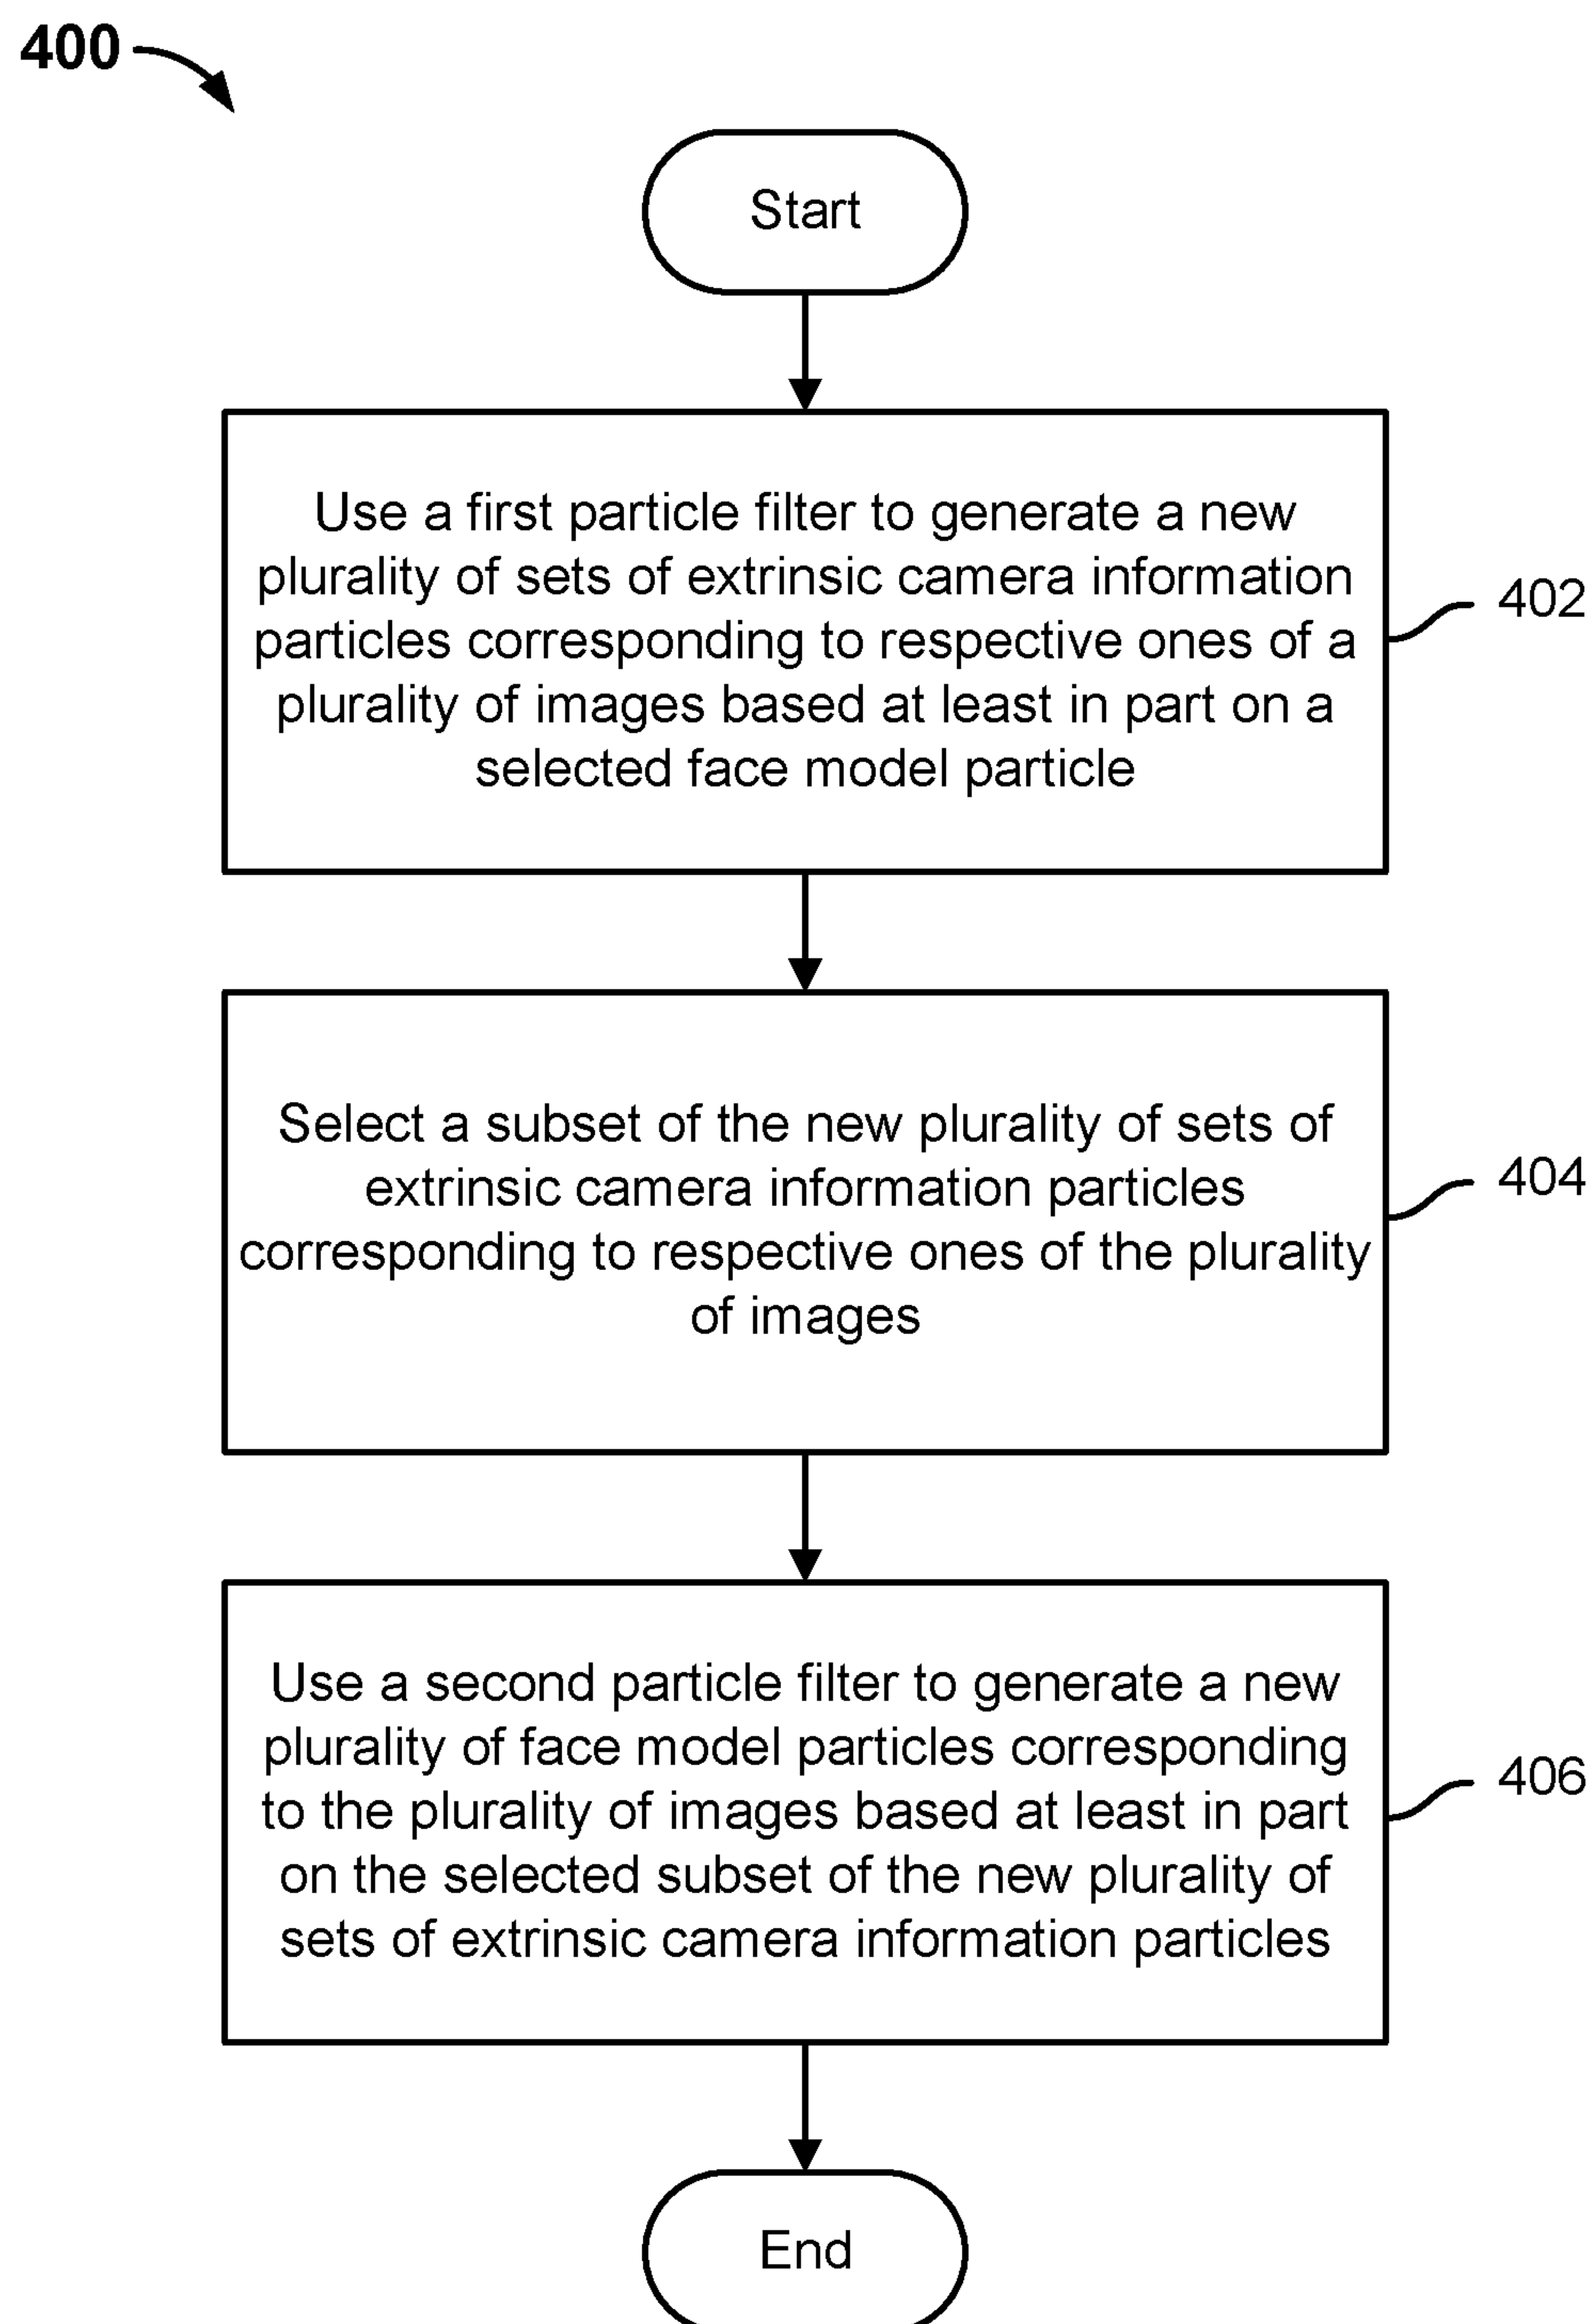 400
Start
Use a first particle filter to generate a new
plurality of sets of extrinsic camera information
particles corresponding to respective ones of a
plurality of images based at least in part on a
selected face model particle
402
Select a subset of the new plurality of sets of
extrinsic camera information particles
corresponding to respective ones of the plurality
of images
404
Use a second particle filter to generate a new
plurality of face model particles corresponding
to the plurality of images based at least in part
on the selected subset of the new plurality of
sets of extrinsic camera information particles
406
End